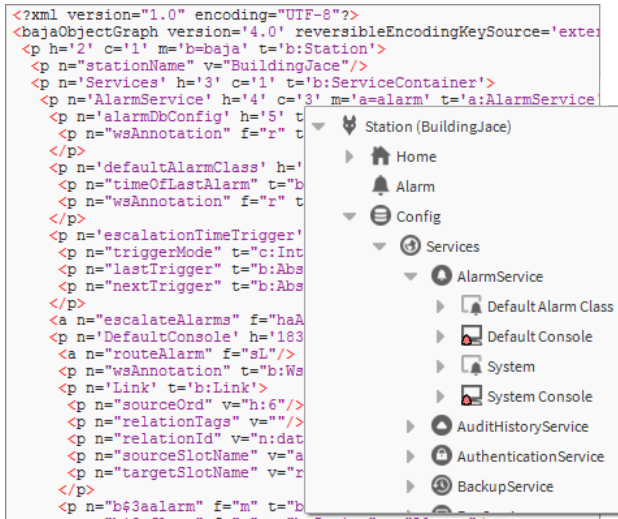 <?xml version="1.0" encoding="UTF-8"?>
<bajaObjectGraph version='4.0' reversibleEncodingKeySource='exter
<p h='2' c='1' m='b=baja' t='b:Station'>
<p n="stationName" v="BuildingJace"/>
<p n='Services' h='3' c='1' t='b:ServiceContainer'>
<p n='AlarmService' h='4' c='3' m='a=alarm' t='a:AlarmService'
<p n='alarmDbConfig' h='5' t
<p n="wsAnnotation" f="r" t
</p>
<p n='defaultAlarmClass' h='
<p n="timeOfLastAlarm" t="b
<p n="wsAnnotation" f="r" t
</p>
<p n='escalationTimeTrigger'
<p n="triggerMode" t="c:Int
<p n="lastTrigger" t="b:Abs
<p n="nextTrigger" t="b:Abs
</p>
<a n="escalateAlarms" f="haA
<p n='DefaultConsole' h='183
<a n="routeAlarm" f="sL"/>
<p n="wsAnnotation" t="b:Ws
<p n='Link' t='b:Link'>
<p n="sourceOrd" v="h:6"/>
<p n="relationTags" v=""/>
<p n="relationId" v="n:dat
<p n="sourceSlotName" v="a
<p n="targetSlotName" v="r
</p>
<p n="b$3aalarm" f="m" t="b
Station (BuildingJace)
Home
Alarm
Config
Services
AlarmService
Default Alarm Class
Default Console
System
System Console
AuditHistoryService
AuthenticationService
BackupService